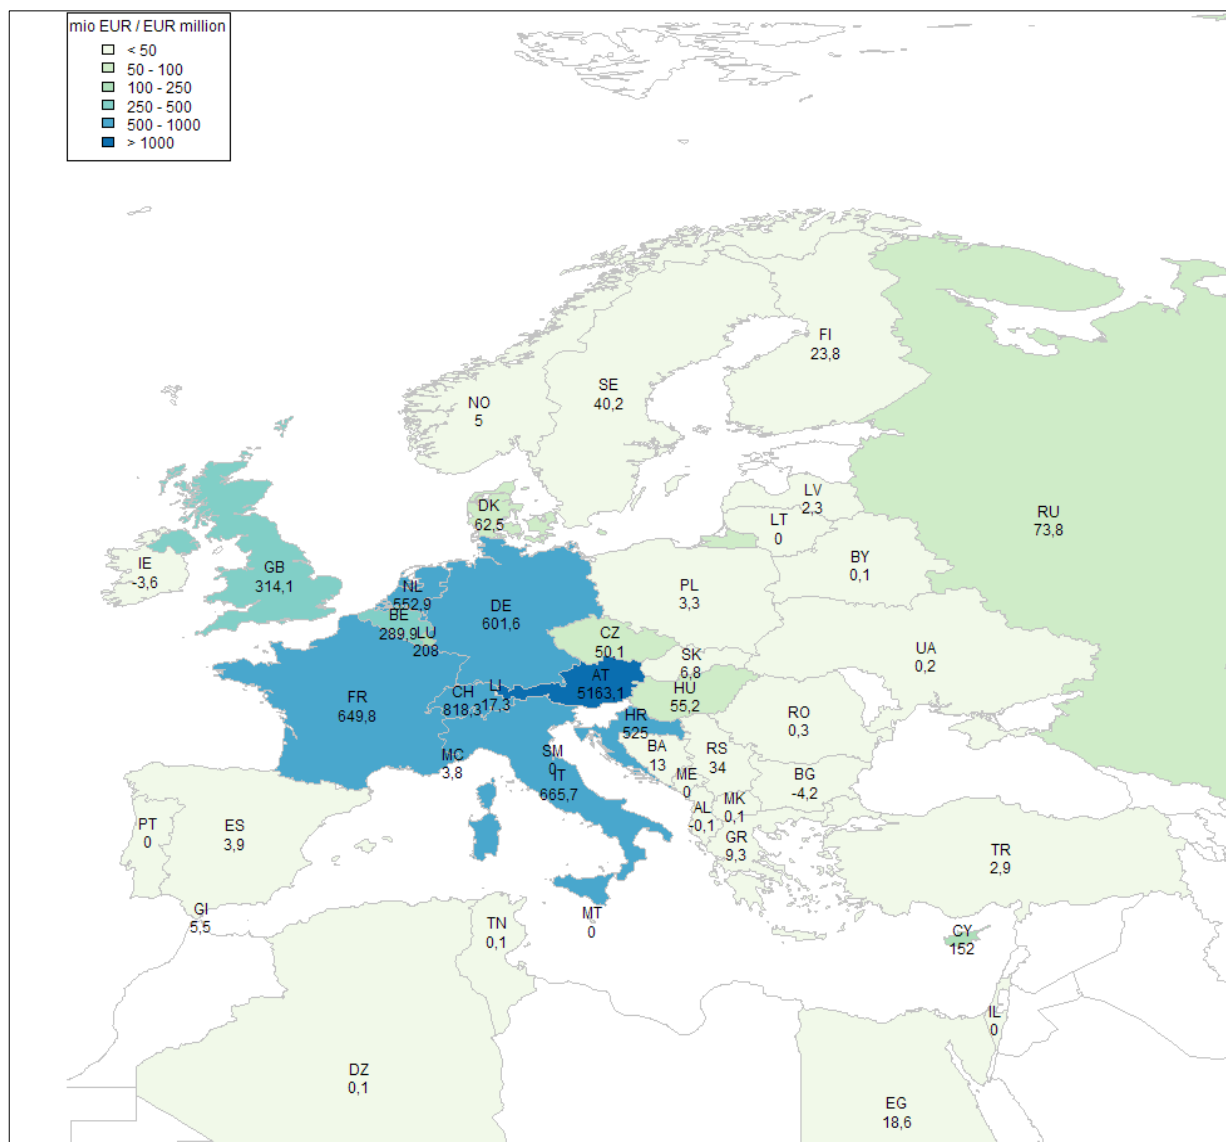 mio EUR / EUR million
< 50
50 - 100
100 - 250
250 - 500
500 - 1000
> 1000
FI
23,8
SE
40,2
NO
5
LV
2,3
LT
0
RU
73,8
DK
62,5
IE
-3,6
GB
314,1
BY
0,1
NL
552,9
PL
3,3
DE
601,6
BE
289,9
LU
208
CZ
50,1
UA
0,2
SK
6,8
AT
5163,1
HU
55,2
FR
649,8
CH
818,3
LI
17,3
HR
525
RO
0,3
BA
13
RS
34
SM
0
MC
3,8
IT
665,7
ME
0
BG
-4,2
MK
0,1
AL
-0,1
GR
9,3
PT
0
ES
3,9
TR
2,9
GI
5,5
TN
0,1
MT
0
CY
152
IL
0
DZ
0,1
EG
18,6